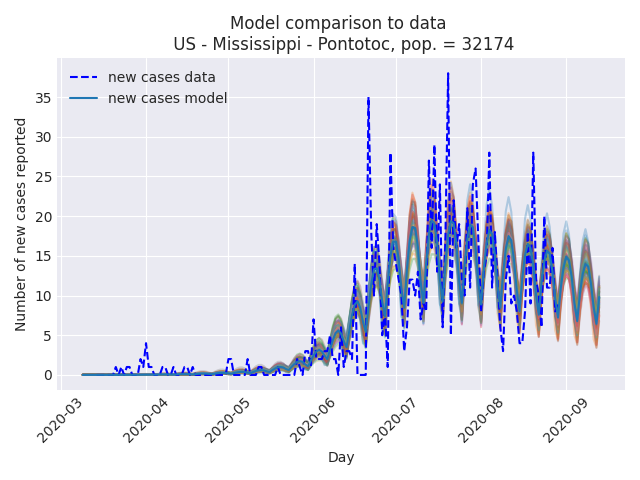 Model comparison to data
US - Mississippi - Pontotoc, pop. = 32174
new cases data
new cases model
Number of new cases reported
35
30
25
20
15
10
5
0
2020-03
2020-04
2020-05
2020-06
2020-07
2020-08
2020-09
Day